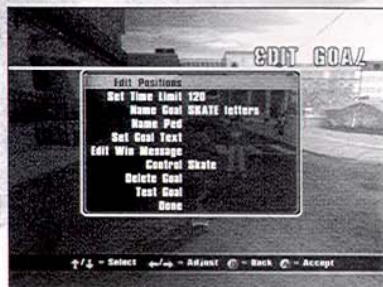 EDIT GOAL
Edit Positions
Set Time Limit 120
Name Goal SKATE letters
Name Ped
Set Goal Text
Edit Win Message
Control Skate
Delete Goal
Test Goal
Done
↑/↓ - Select ←/→ - Adjust - Back - Accept